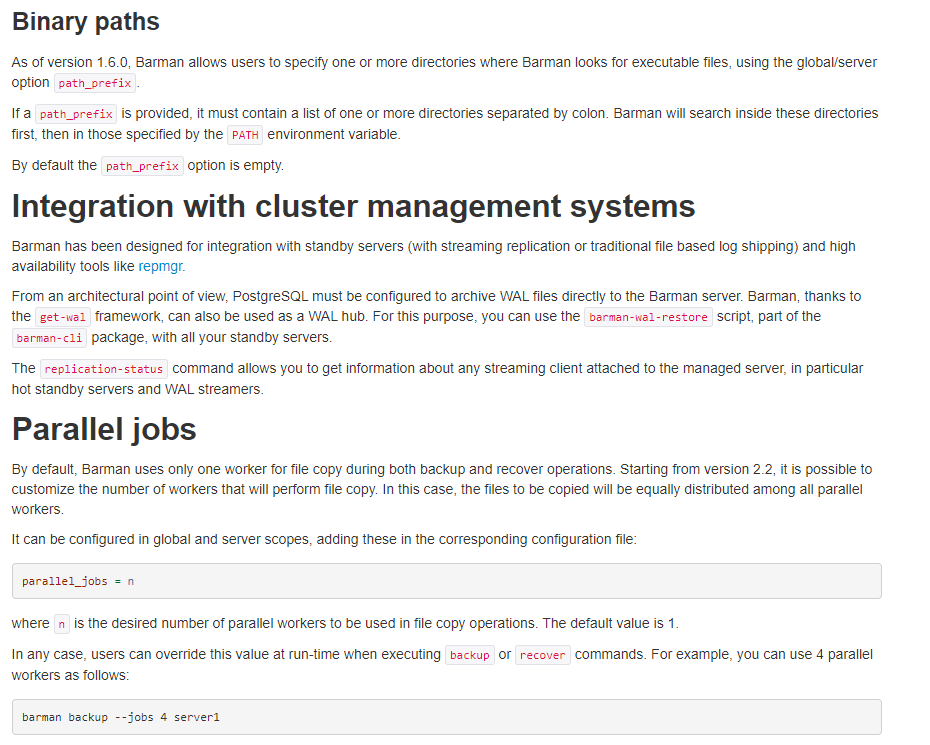 Binary paths
As of version 1.6.0, Barman allows users to specify one or more directories where Barman looks for executable files, using the global/server
option path_prefix.
If a path_prefix is provided, it must contain a list of one or more directories separated by colon. Barman will search inside these directories
first, then in those specified by the PATH environment variable.
By default the path_prefix option is empty.
Integration with cluster management systems
Barman has been designed for integration with standby servers (with streaming replication or traditional file based log shipping) and high
availability tools like repmgr.
From an architectural point of view, PostgreSQL must be configured to archive WAL files directly to the Barman server. Barman, thanks to
the get-wal framework, can also be used as a WAL hub. For this purpose, you can use the barman-wal-restore script, part of the
barman-cli package, with all your standby servers.
The replication-status command allows you to get information about any streaming client attached to the managed server, in particular
hot standby servers and WAL streamers.
Parallel jobs
By default, Barman uses only one worker for file copy during both backup and recover operations. Starting from version 2.2, it is possible to
customize the number of workers that will perform file copy. In this case, the files to be copied will be equally distributed among all parallel
workers.
It can be configured in global and server scopes, adding these in the corresponding configuration file:
parallel_jobs = n
where n is the desired number of parallel workers to be used in file copy operations. The default value is 1.
In any case, users can override this value at run-time when executing backup or recover commands. For example, you can use 4 parallel
workers as follows:
barman backup --jobs 4 server1